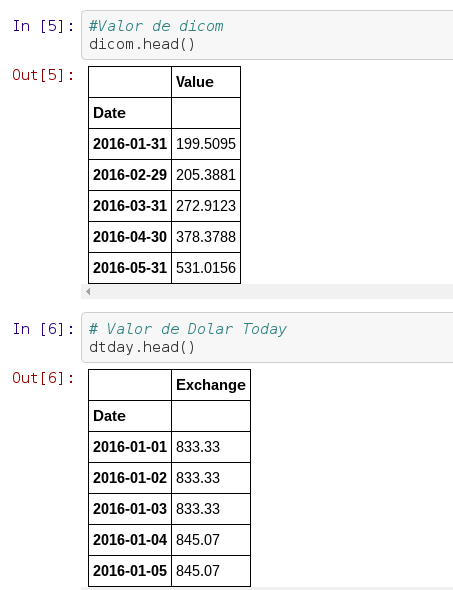 In [5]: #Valor de dicom
dicom.head()
Out[5]:
Value
Date
2016-01-31 199.5095
2016-02-29 205.3881
2016-03-31 272.9123
2016-04-30 378.3788
2016-05-31 531.0156
In [6]: # Valor de Dolar Today
dtday.head()
Out[6]:
Exchange
Date
2016-01-01 833.33
2016-01-02 833.33
2016-01-03 833.33
2016-01-04 845.07
2016-01-05 845.07